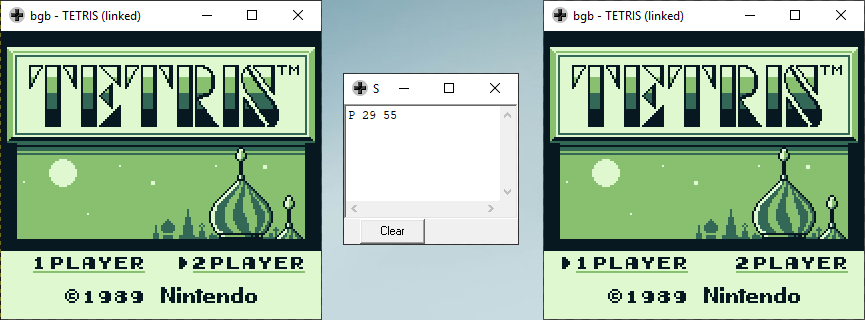 bgb - TETRIS (linked)
TETRIS™
1PLAYER ▶2PLAYER
©1989 Nintendo
S
P 29 55
Clear
bgb - TETRIS (linked)
TETRIS™
▶1PLAYER 2PLAYER
©1989 Nintendo